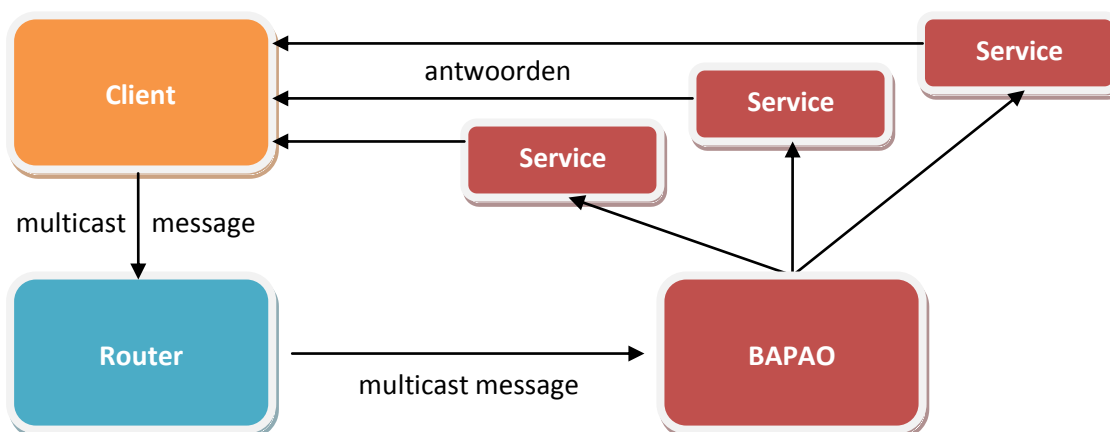 Service
antwoorden
Client
Service
Service
multicast message
Router
BAPAO
multicast message